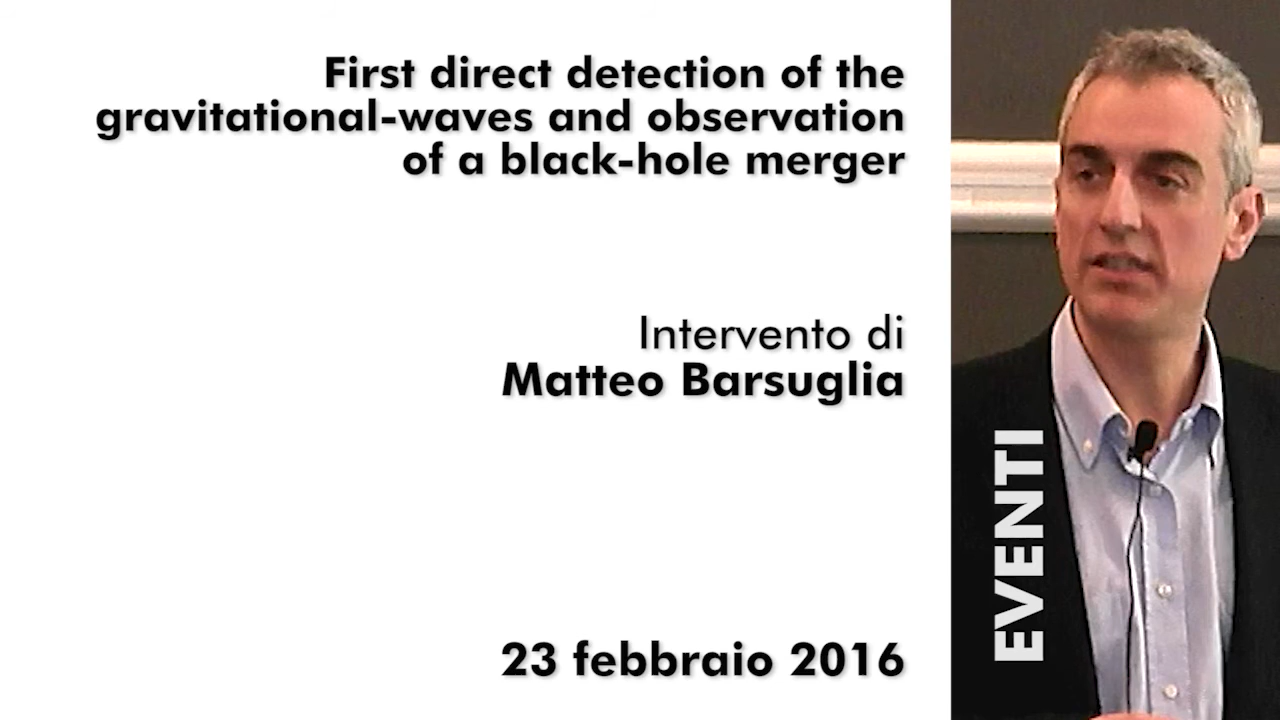 First direct detection of the
gravitational-waves and observation
of a black-hole merger
Intervento di
Matteo Barsuglia
23 febbraio 2016
EVENTI